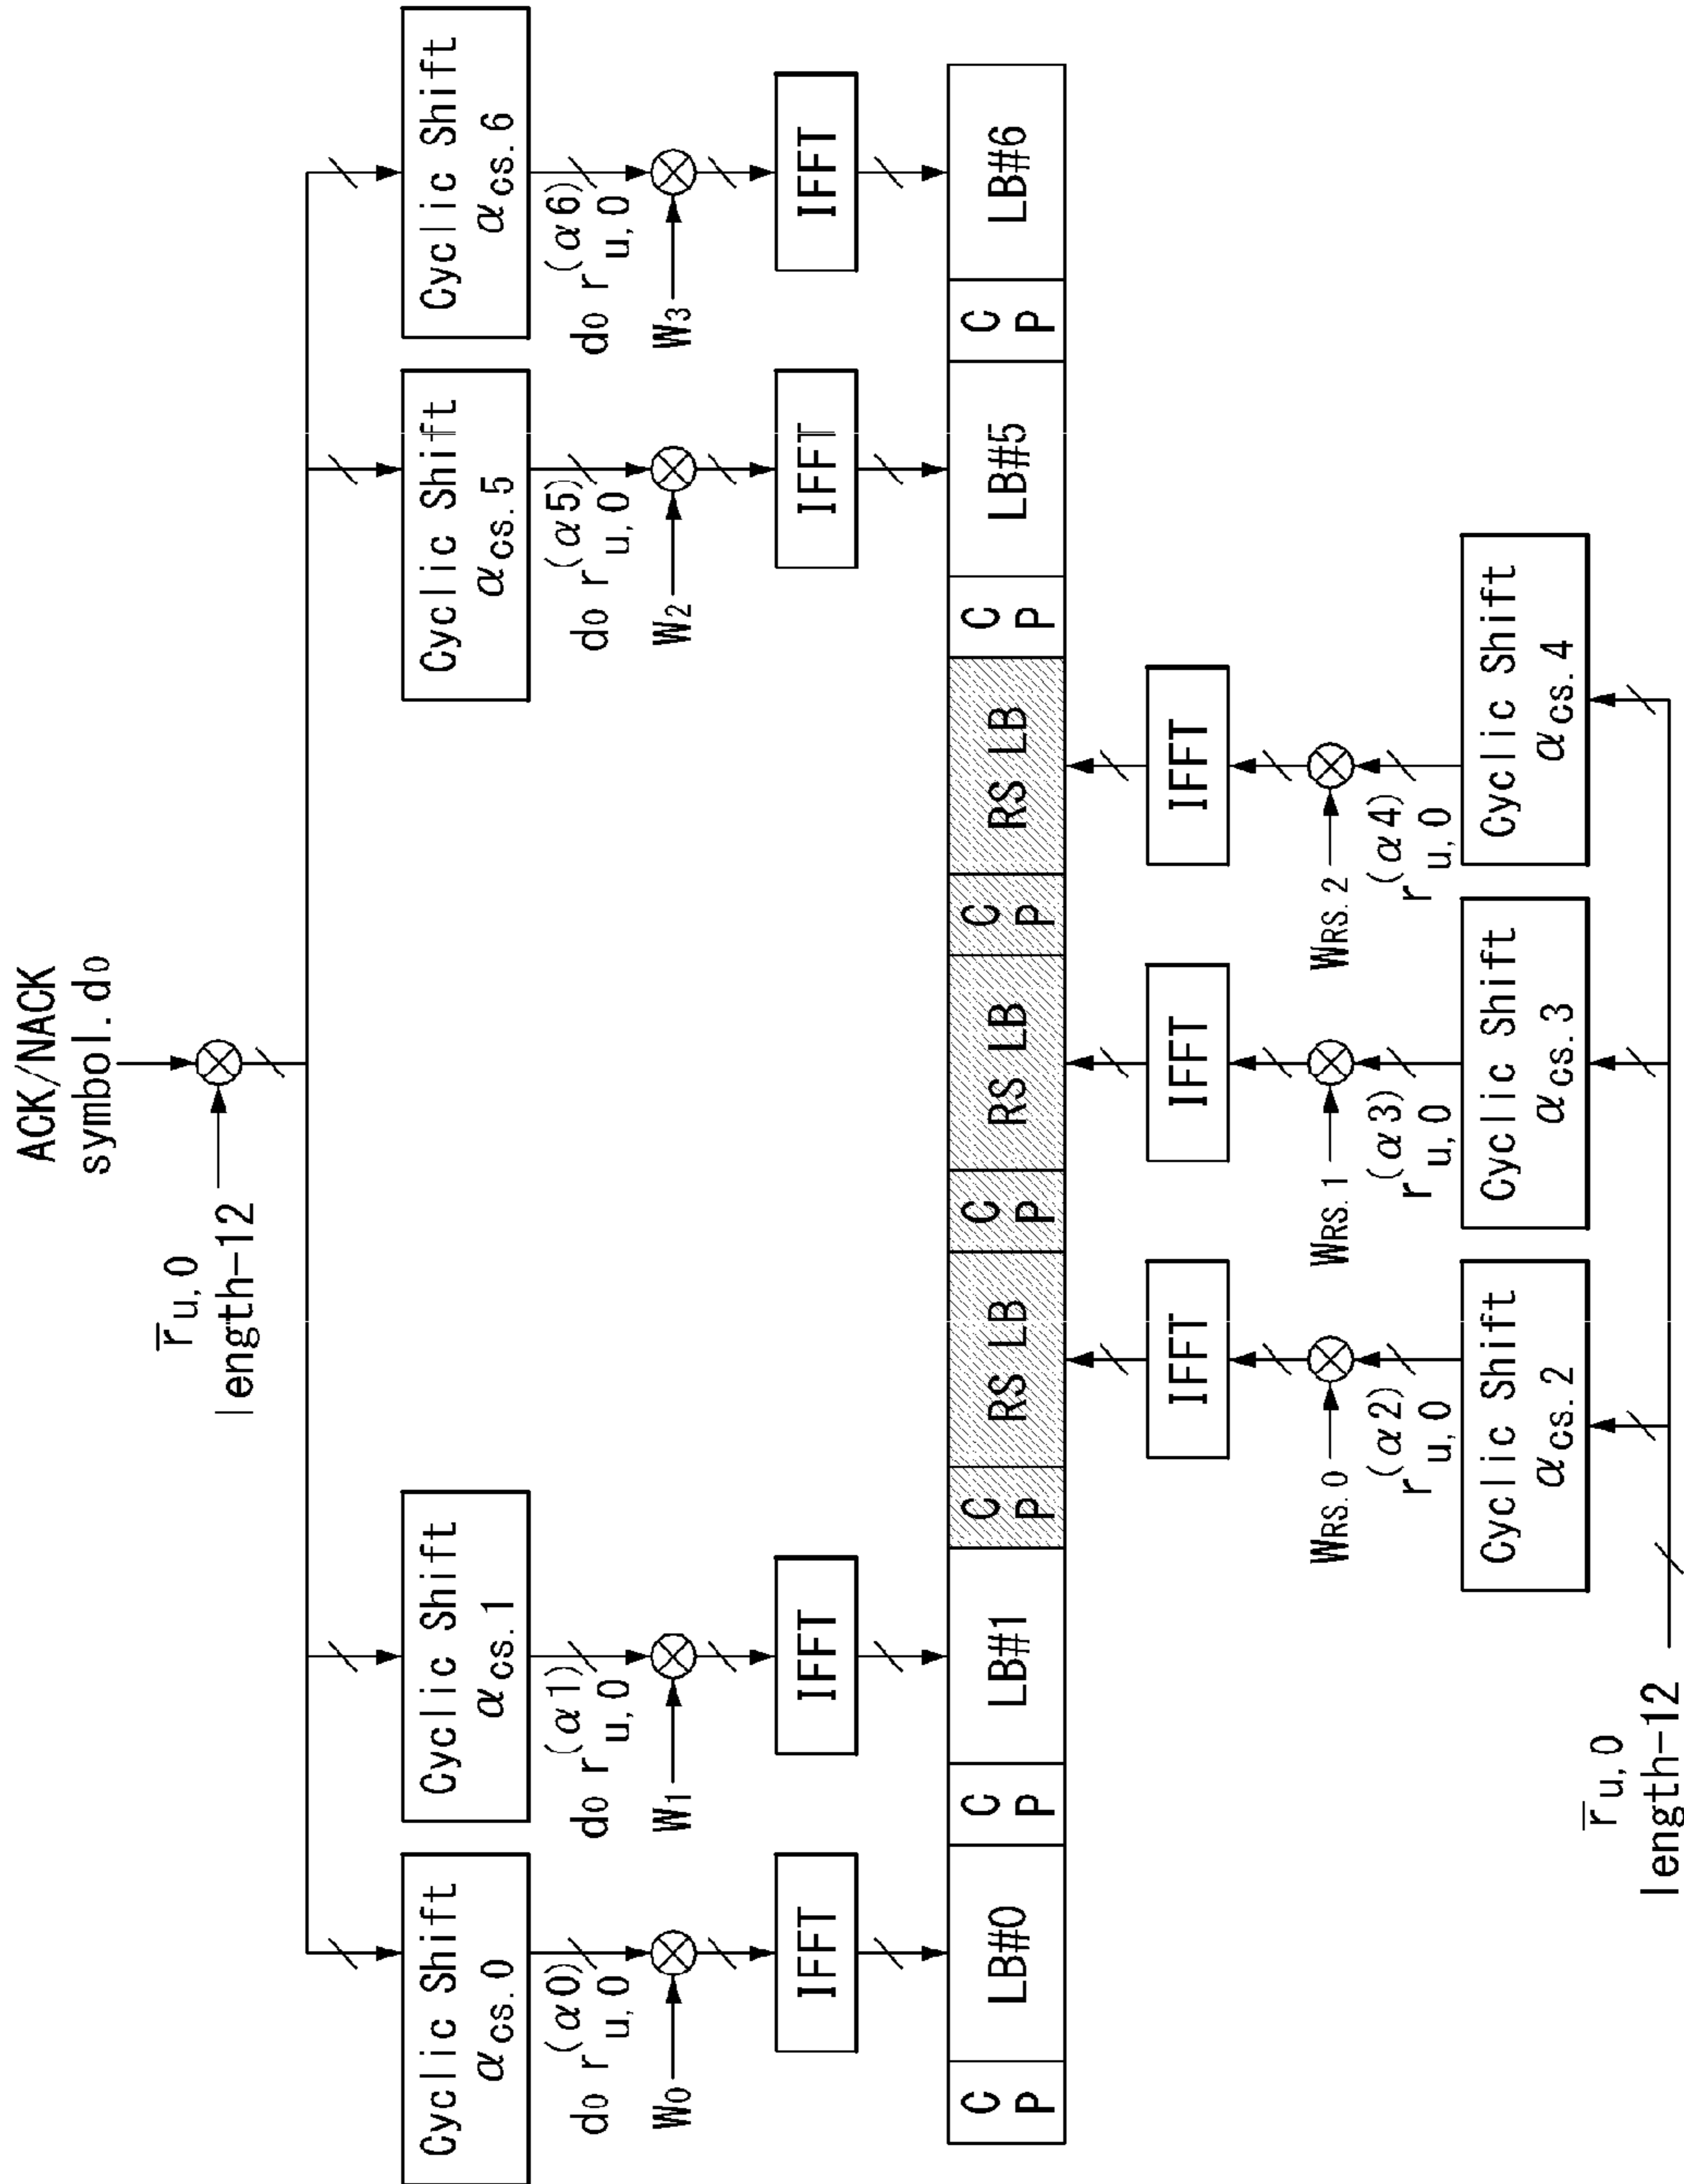 ACK/NACK
symbol.d0
r̅u,0
length-12
Cyclic Shift
αcs.0
Cyclic Shift
αcs.1
Cyclic Shift
αcs.5
Cyclic Shift
αcs.6
d0 r(α0)u,0
d0 r(α1)u,0
d0 r(α5)u,0
d0 r(α6)u,0
W0
W1
W2
W3
IFFT
IFFT
IFFT
IFFT
CP
LB#0
CP
LB#1
CP
RS LB
CP
RS LB
CP
RS LB
CP
LB#5
CP
LB#6
IFFT
IFFT
IFFT
WRS.0
WRS.1
WRS.2
r(α2)u,0
r(α3)u,0
r(α4)u,0
Cyclic Shift
αcs.2
Cyclic Shift
αcs.3
Cyclic Shift
αcs.4
r̅u,0
length-12